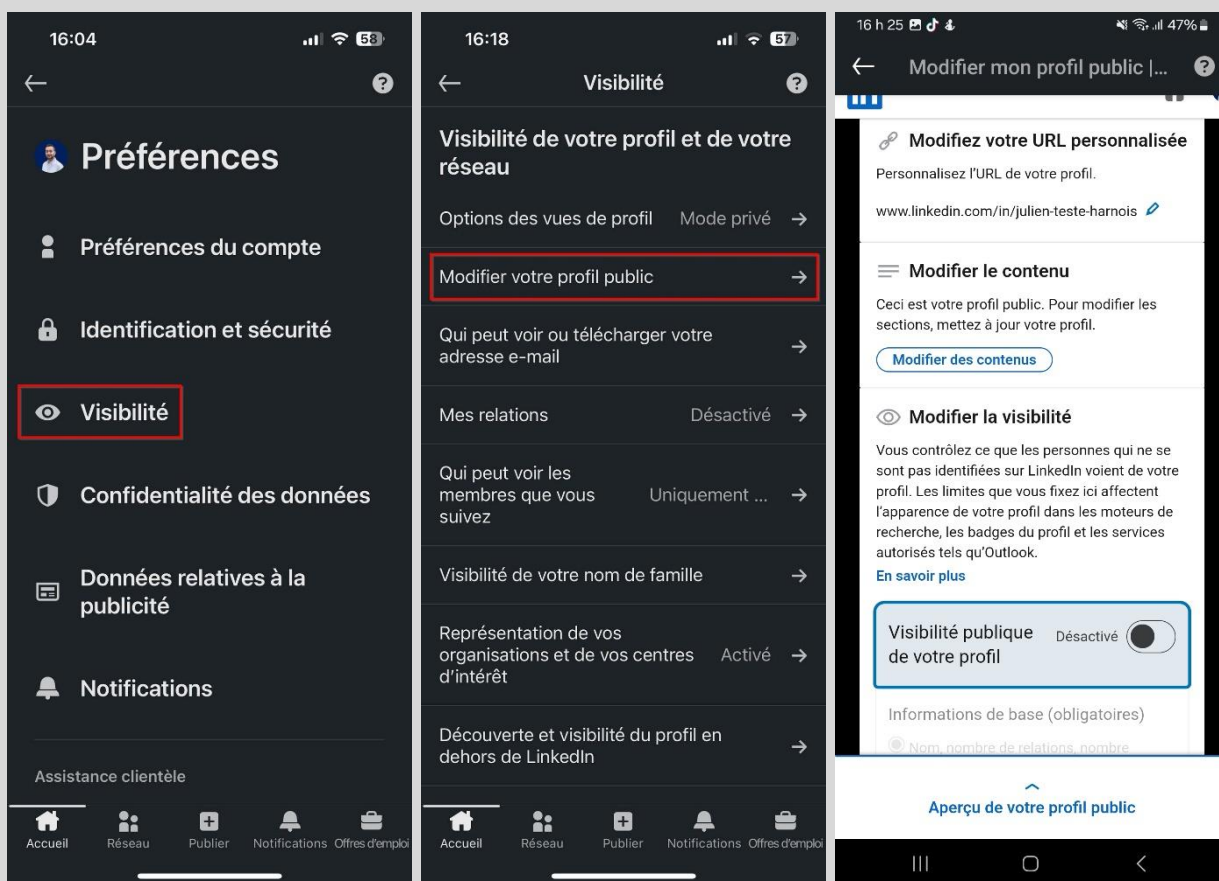 16:04
58
Préférences
Préférences du compte
Identification et sécurité
Visibilité
Confidentialité des données
Données relatives à la
publicité
Notifications
Assistance clientèle
Accueil
Réseau
Publier
Notifications
Offres d'emploi
16:18
57
Visibilité
Visibilité de votre profil et de votre
réseau
Options des vues de profil Mode privé
Modifier votre profil public
Qui peut voir ou télécharger votre
adresse e-mail
Mes relations Désactivé
Qui peut voir les
membres que vous Uniquement ...
suivez
Visibilité de votre nom de famille
Représentation de vos
organisations et de vos centres Activé
d'intérêt
Découverte et visibilité du profil en
dehors de LinkedIn
Accueil
Réseau
Publier
Notifications
Offres d'emploi
16 h 25 47%
Modifier mon profil public |...
Modifiez votre URL personnalisée
Personnalisez l'URL de votre profil.
www.linkedin.com/in/julien-teste-harnois
Modifier le contenu
Ceci est votre profil public. Pour modifier les
sections, mettez à jour votre profil.
Modifier des contenus
Modifier la visibilité
Vous contrôlez ce que les personnes qui ne se
sont pas identifiées sur LinkedIn voient de votre
profil. Les limites que vous fixez ici affectent
l'apparence de votre profil dans les moteurs de
recherche, les badges du profil et les services
autorisés tels qu'Outlook.
En savoir plus
Visibilité publique Désactivé
de votre profil
Informations de base (obligatoires)
Nom, nombre de relations, nombre
Aperçu de votre profil public